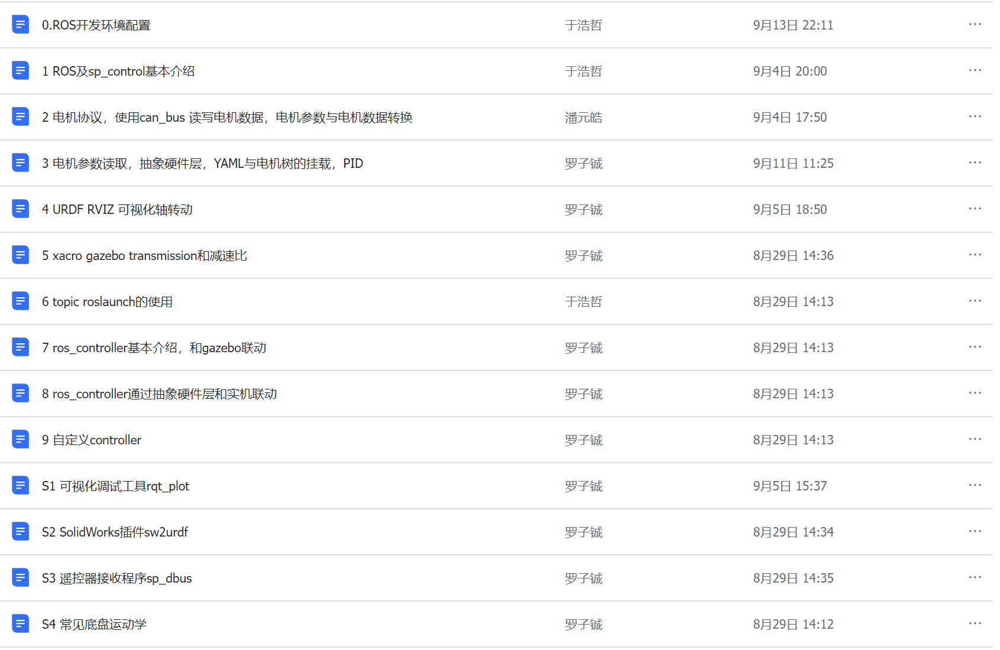 0.ROS开发环境配置 于浩哲 9月13日 22:11
1 ROS及sp_control基本介绍 于浩哲 9月4日 20:00
2 电机协议，使用can_bus 读写电机数据，电机参数与电机数据转换 潘元皓 9月4日 17:50
3 电机参数读取，抽象硬件层，YAML与电机树的挂载，PID 罗子铖 9月11日 11:25
4 URDF RVIZ 可视化轴转动 罗子铖 9月5日 18:50
5 xacro gazebo transmission和减速比 罗子铖 8月29日 14:36
6 topic roslaunch的使用 于浩哲 8月29日 14:13
7 ros_controller基本介绍，和gazebo联动 罗子铖 8月29日 14:13
8 ros_controller通过抽象硬件层和实机联动 罗子铖 8月29日 14:13
9 自定义controller 罗子铖 8月29日 14:13
S1 可视化调试工具rqt_plot 罗子铖 9月5日 15:37
S2 SolidWorks插件sw2urdf 罗子铖 8月29日 14:34
S3 遥控器接收程序sp_dbus 罗子铖 8月29日 14:35
S4 常见底盘运动学 罗子铖 8月29日 14:12